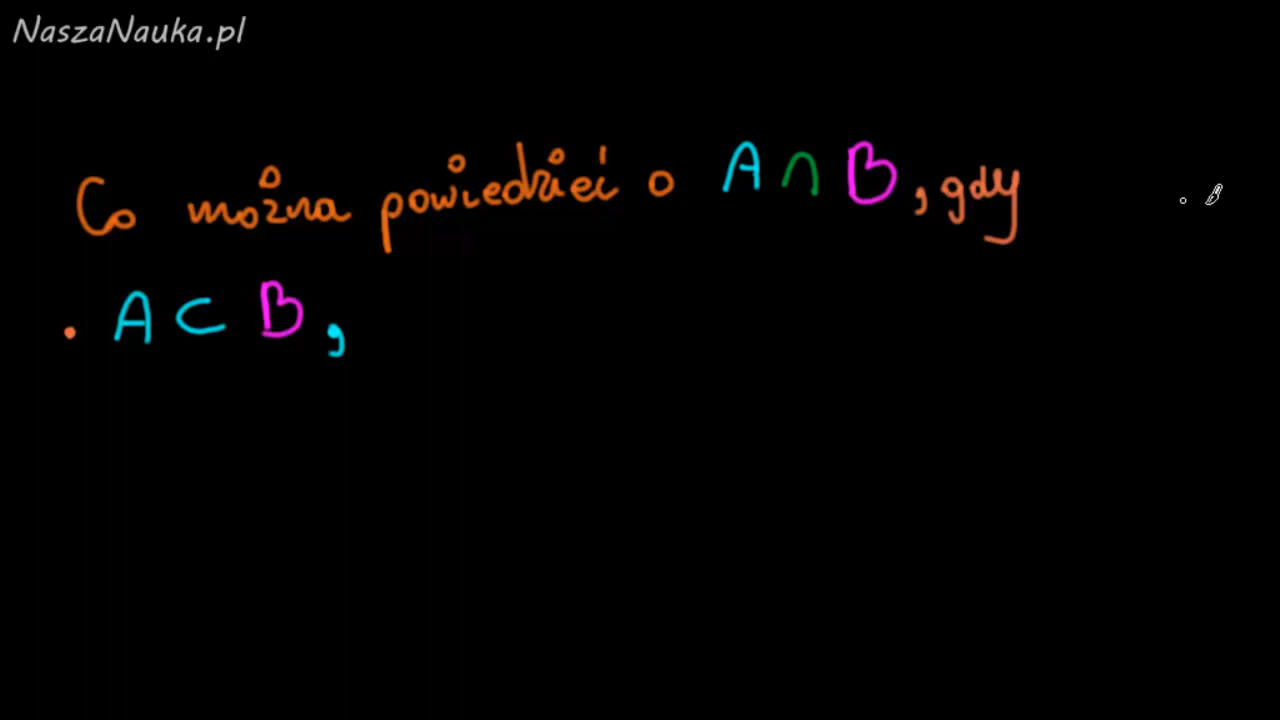 NaszaNauka.pl
Co można powiedzieć o A ∩ B, gdy
• A ⊂ B,